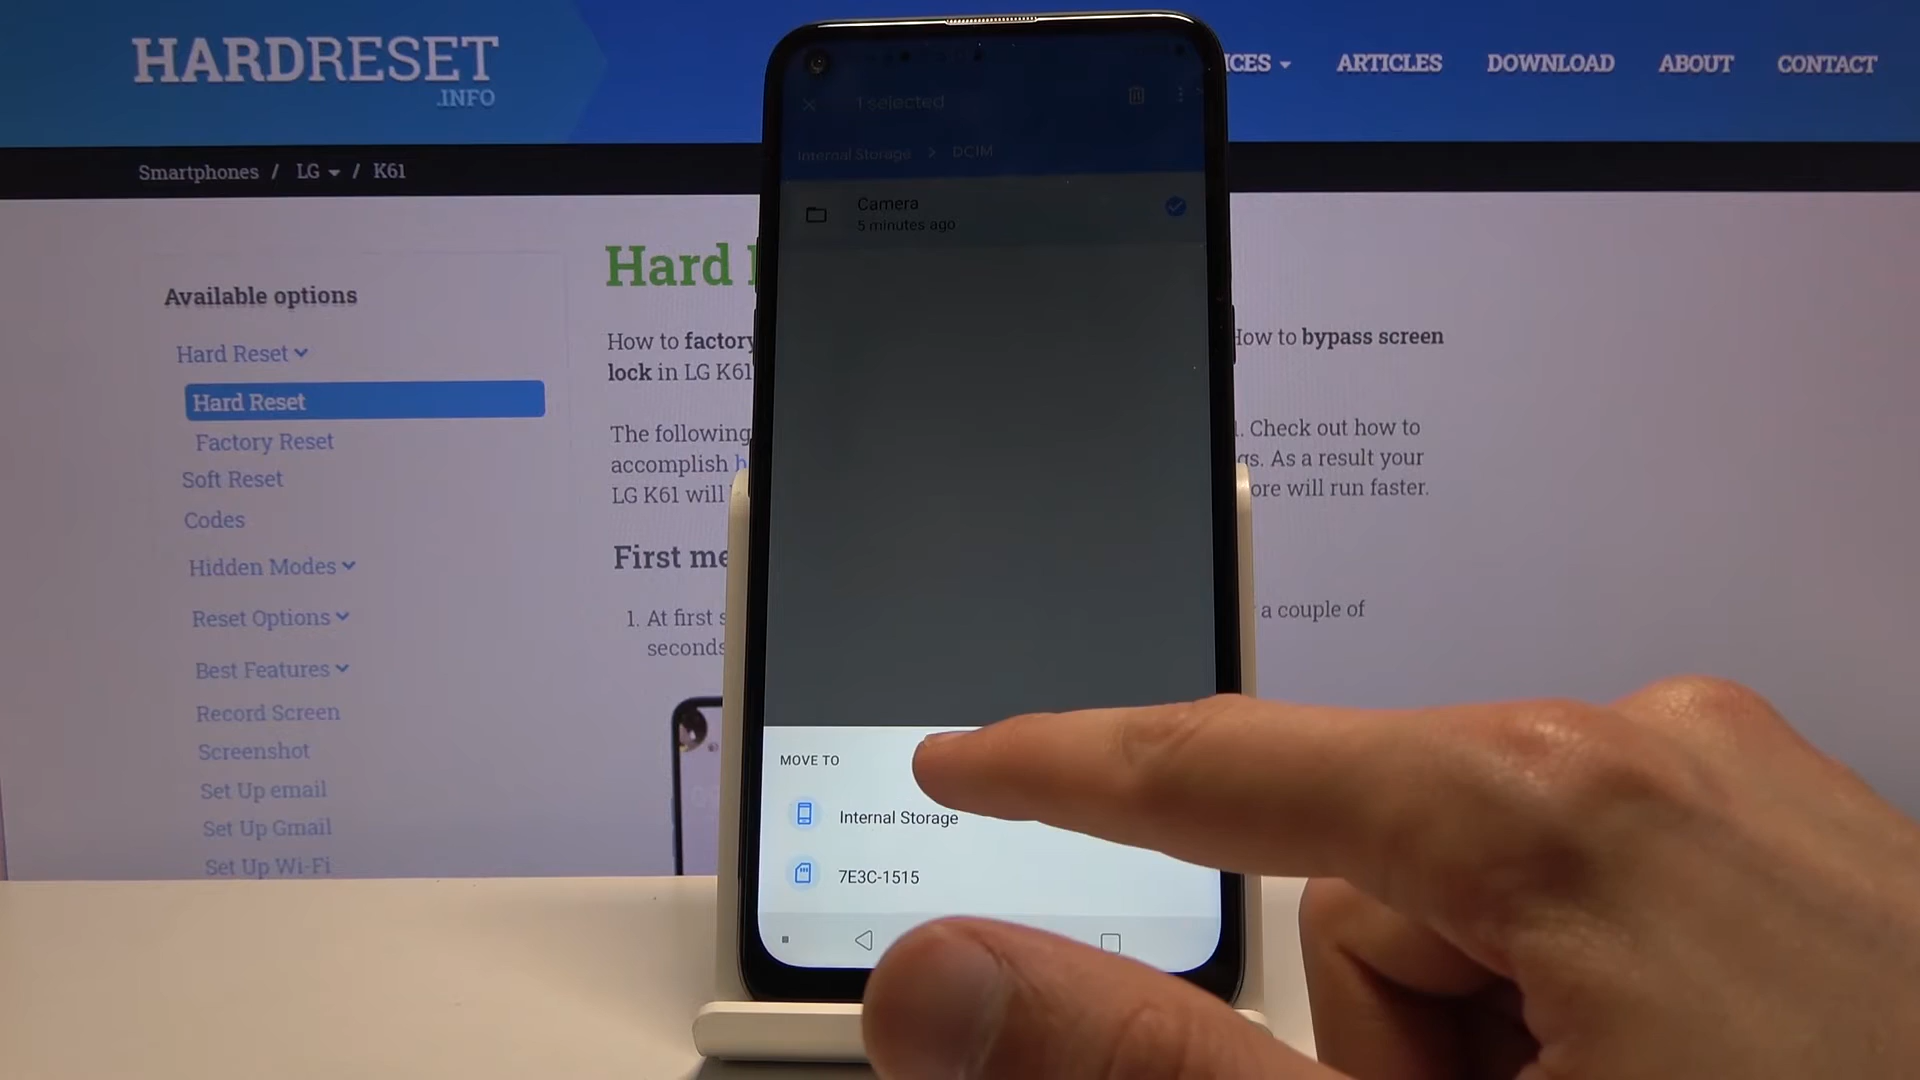 HARDRESET
.INFO
ICES
ARTICLES
DOWNLOAD
ABOUT
CONTACT
Smartphones / LG / K61
Available options
Hard Reset
Hard Reset
Factory Reset
Soft Reset
Codes
Hidden Modes
Reset Options
Best Features
Record Screen
Screenshot
Set Up email
Set Up Gmail
Set Up Wi-Fi
Hard
How to factory
lock in LG K61
How to bypass screen
The following
accomplish h
LG K61 will
. Check out how to
gs. As a result your
ore will run faster.
First me
1. At first s
seconds
a couple of
1 selected
Internal Storage > DCIM
Camera
5 minutes ago
MOVE TO
Internal Storage
7E3C-1515